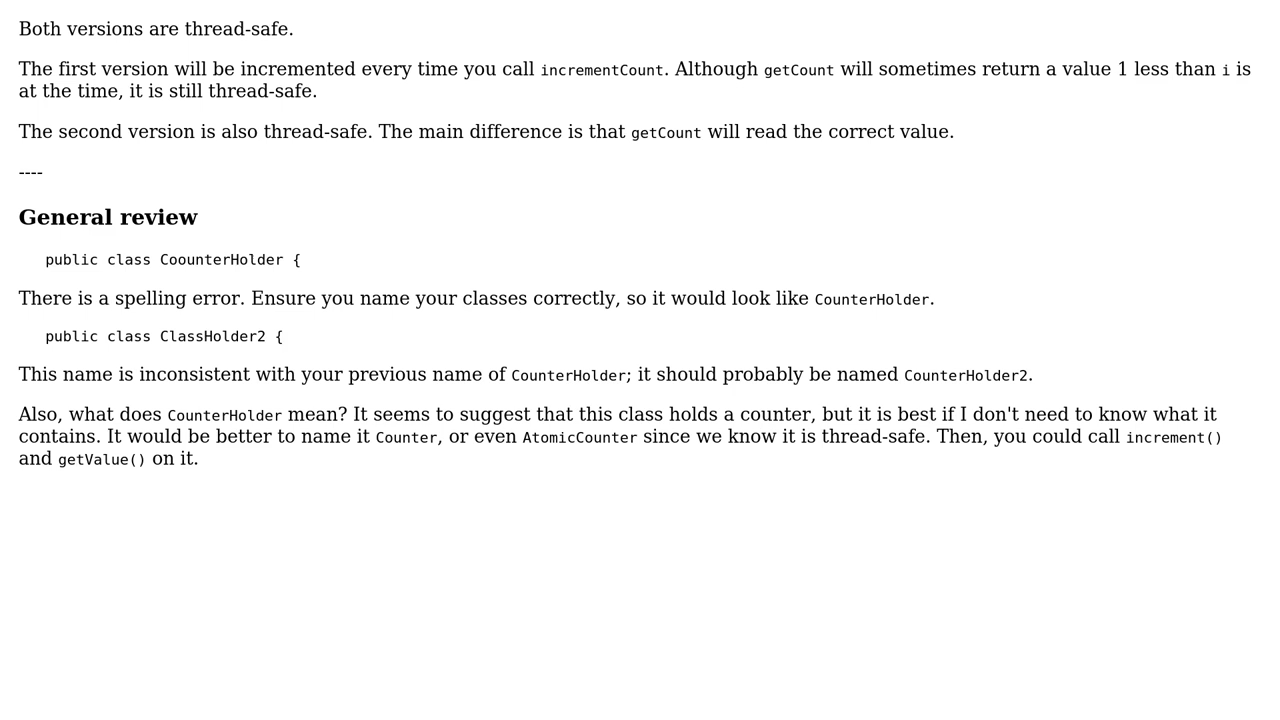 Both versions are thread-safe.
The first version will be incremented every time you call incrementCount. Although getCount will sometimes return a value 1 less than i is
at the time, it is still thread-safe.
The second version is also thread-safe. The main difference is that getCount will read the correct value.
----
General review
public class CoounterHolder {
There is a spelling error. Ensure you name your classes correctly, so it would look like CounterHolder.
public class ClassHolder2 {
This name is inconsistent with your previous name of CounterHolder; it should probably be named CounterHolder2.
Also, what does CounterHolder mean? It seems to suggest that this class holds a counter, but it is best if I don't need to know what it
contains. It would be better to name it Counter, or even AtomicCounter since we know it is thread-safe. Then, you could call increment()
and getValue() on it.